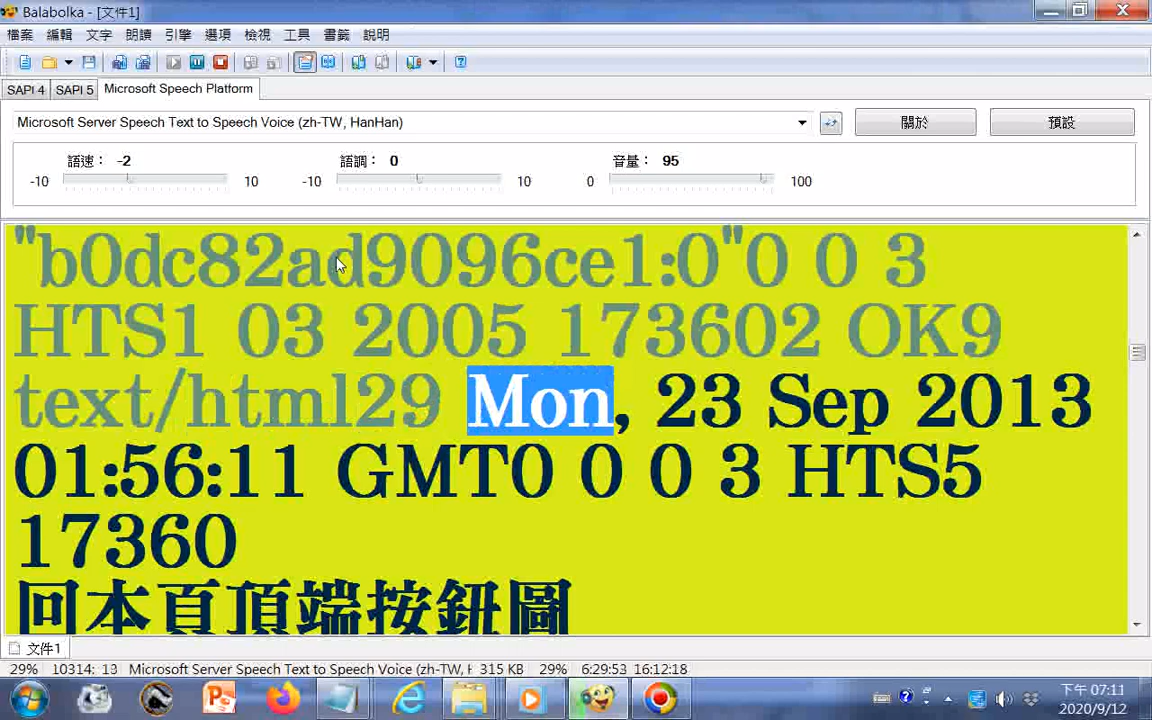 Balabolka - [文件1]
檔案 編輯 文字 朗讀 引擎 選項 檢視 工具 書籤 說明
SAPI 4 SAPI 5 Microsoft Speech Platform
Microsoft Server Speech Text to Speech Voice (zh-TW, HanHan) 關於 預設
語速： -2 語調： 0 音量： 95
-10 10 -10 10 0 100
"b0dc82ad9096ce1:0"0 0 3
HTS1 03 2005 173602 OK9
text/html29 Mon, 23 Sep 2013
01:56:11 GMT0 0 0 3 HTS5
17360
回本頁頂端按鈕圖
文件1
29% 10314: 13 Microsoft Server Speech Text to Speech Voice (zh-TW, H 315 KB 29% 6:29:53 16:12:18
下午 07:11
2020/9/12